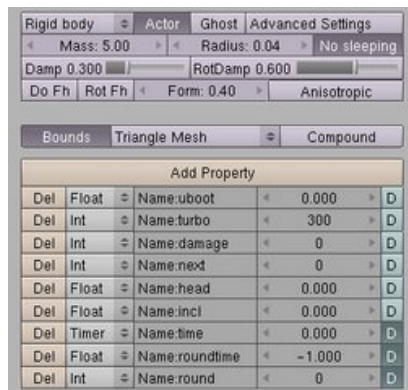 Rigid body Actor Ghost Advanced Settings
Mass: 5.00 Radius: 0.04 No sleeping
Damp 0.300 RotDamp 0.600
Do Fh Rot Fh Form: 0.40 Anisotropic
Bounds Triangle Mesh Compound
Add Property
Del Float Name:uboot 0.000 D
Del Int Name:turbo 300 D
Del Int Name:damage 0 D
Del Int Name:next 0 D
Del Float Name:head 0.000 D
Del Float Name:incl 0.000 D
Del Timer Name:time 0.000 D
Del Float Name:roundtime -1.000 D
Del Int Name:round 0 D